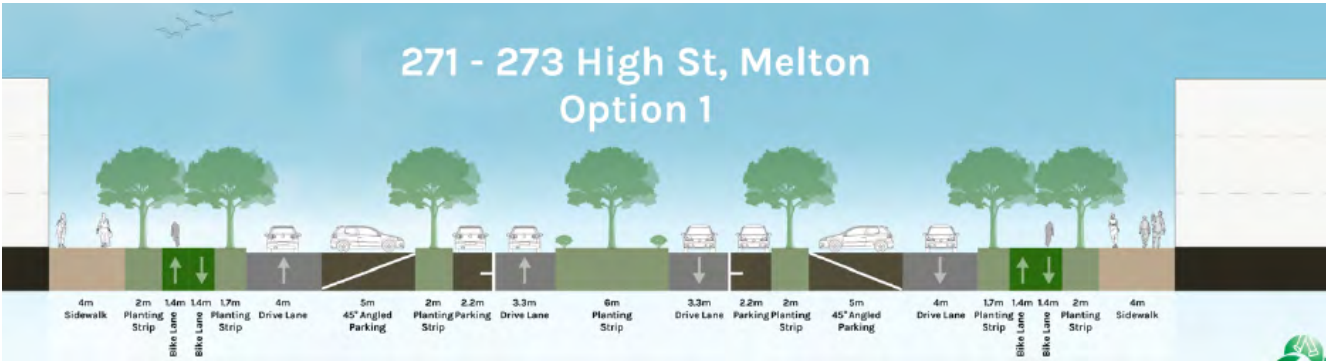 271 - 273 High St, Melton
Option 1
4m
Sidewalk
2m
Planting
Strip
1.4m
Bike Lane
1.4m
Bike Lane
1.7m
Planting
Strip
4m
Drive Lane
5m
45° Angled
Parking
2m
Planting
Strip
2.2m
Parking
3.3m
Drive Lane
6m
Planting
Strip
3.3m
Drive Lane
2.2m
Parking
2m
Planting
Strip
5m
45° Angled
Parking
4m
Drive Lane
1.7m
Planting
Strip
1.4m
Bike Lane
1.4m
Bike Lane
2m
Planting
Strip
4m
Sidewalk